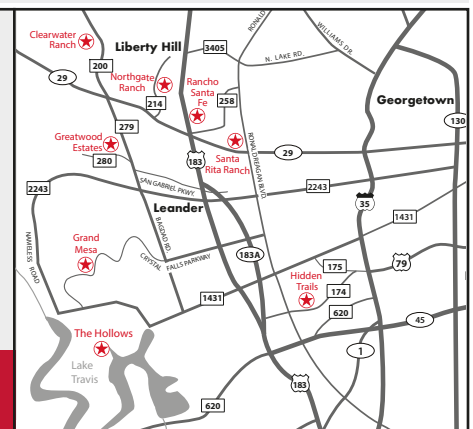 Clearwater
Ranch
Liberty Hill
RONALD
WILLIAMS DR.
3405
N. LAKE RD.
200
29
Northgate
Ranch
Rancho
Santa
Fe
214
258
Georgetown
130
279
Greatwood
Estates
280
183
Santa
Rita Ranch
29
RONALD REAGAN BLVD.
SAN GABRIEL PKWY.
2243
2243
35
Leander
1431
NAMELESS ROAD
BAGDAD RD.
Grand
Mesa
CRYSTAL FALLS PARKWAY
183A
175
79
Hidden
Trails
174
1431
620
45
The Hollows
Lake
Travis
1
183
620